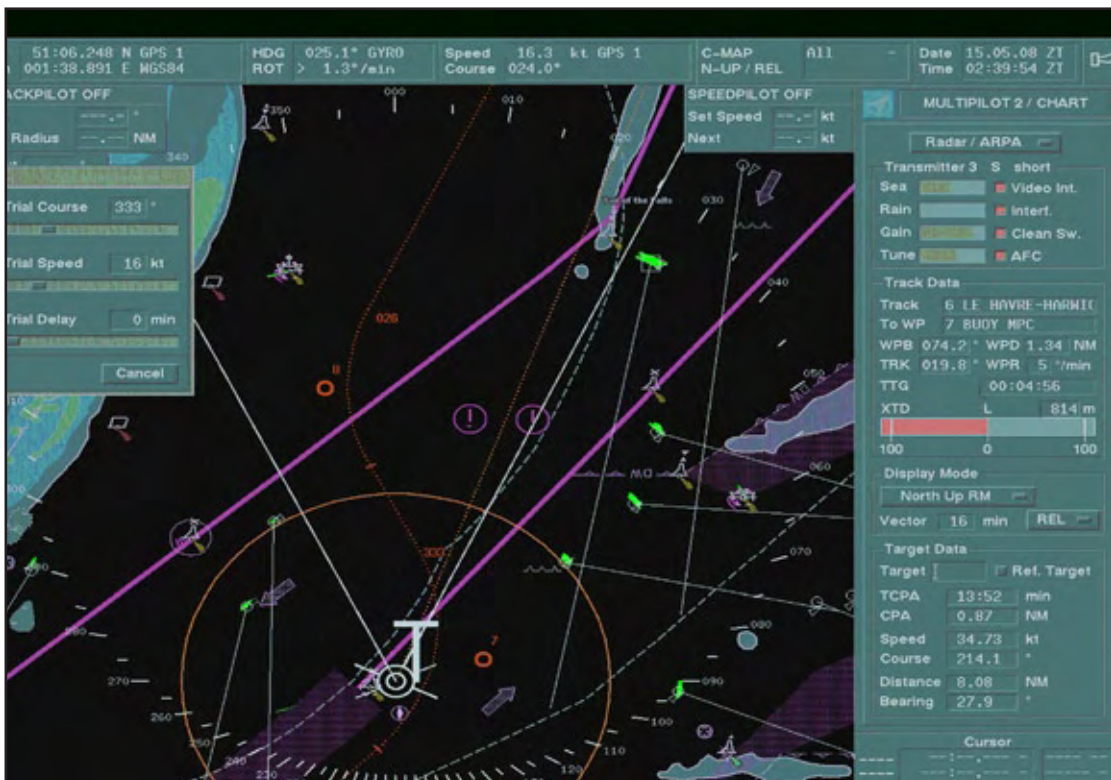 51:06.248 N GPS 1
001:38.891 E WGS84
HDG 025.1° GYRO
ROT > 1.3°/min
Speed 16.3 kt GPS 1
Course 024.0°
C-MAP All -
N-UP / REL
Date 15.05.08 ZT
Time 02:39:54 ZT
ACKPILOT OFF
---.- °
Radius --.- NM
SPEEDPILOT OFF
Set Speed --.- kt
Next --.- kt
MULTIPILOT 2 / CHART
Radar / ARPA
Transmitter 3 S short
Sea Video Int.
Rain Interf.
Gain Clean Sw.
Tune AFC
Trial Course 333 °
Trial Speed 16 kt
Trial Delay 0 min
Cancel
Track Data
Track 6 LE HAVRE-HARWIC
To WP 7 BUOY MPC
WPB 074.2 ° WPD 1.34 NM
TRK 019.8 ° WPR 5 °/min
TTG 00:04:56
XTD L 814 m
100 0 100
Display Mode
North Up RM
Vector 16 min REL
Target Data
Target Ref. Target
TCPA 13:52 min
CPA 0.87 NM
Speed 34.73 kt
Course 214.1 °
Distance 8.08 NM
Bearing 27.9 °
Cursor
340
350
000
010
020
030
040
050
060
070
080
090
100
110
120
230
250
260
270
280
300
026
333
8
7
DW
DW
T